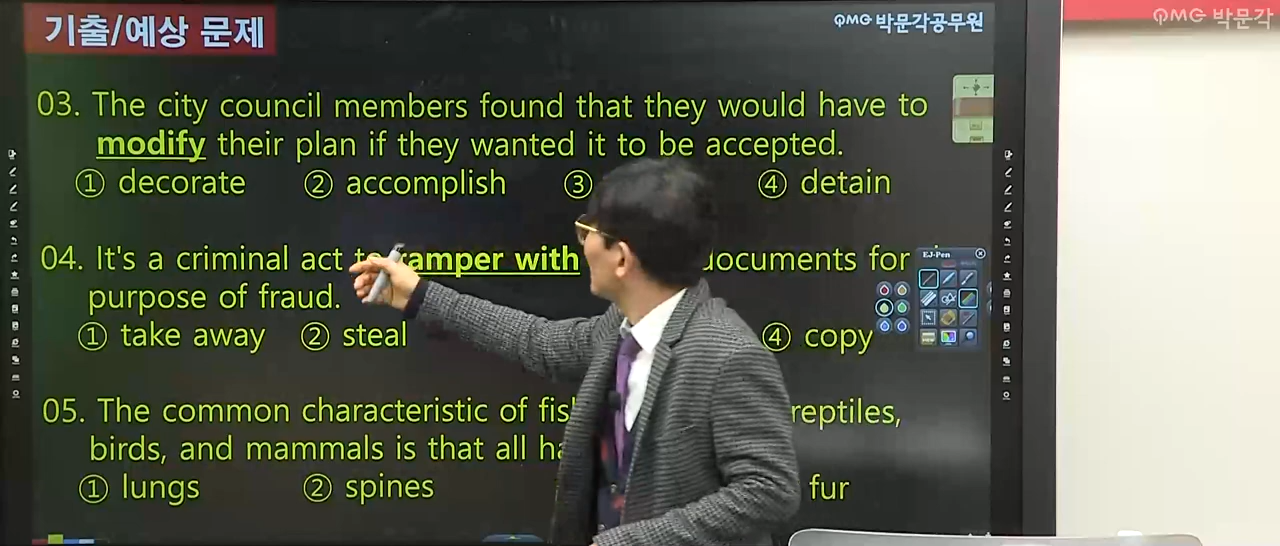 기출/예상 문제
PMG 박문각공무원
PMG 박문각
03. The city council members found that they would have to
modify their plan if they wanted it to be accepted.
① decorate ② accomplish ③ ④ detain
04. It's a criminal act with documents for
purpose of fraud.
① take away ② steal ④ copy
05. The common characteristic of reptiles,
birds, and mammals is that all
① lungs ② spines fur
EJ-Pen